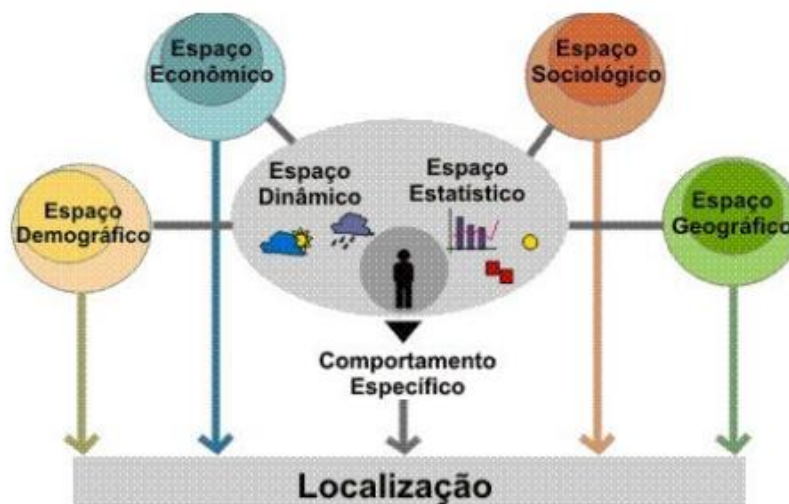 Espaço
Econômico
Espaço
Sociológico
Espaço
Dinâmico
Espaço
Estatístico
Espaço
Demográfico
Espaço
Geográfico
Comportamento
Específico
Localização